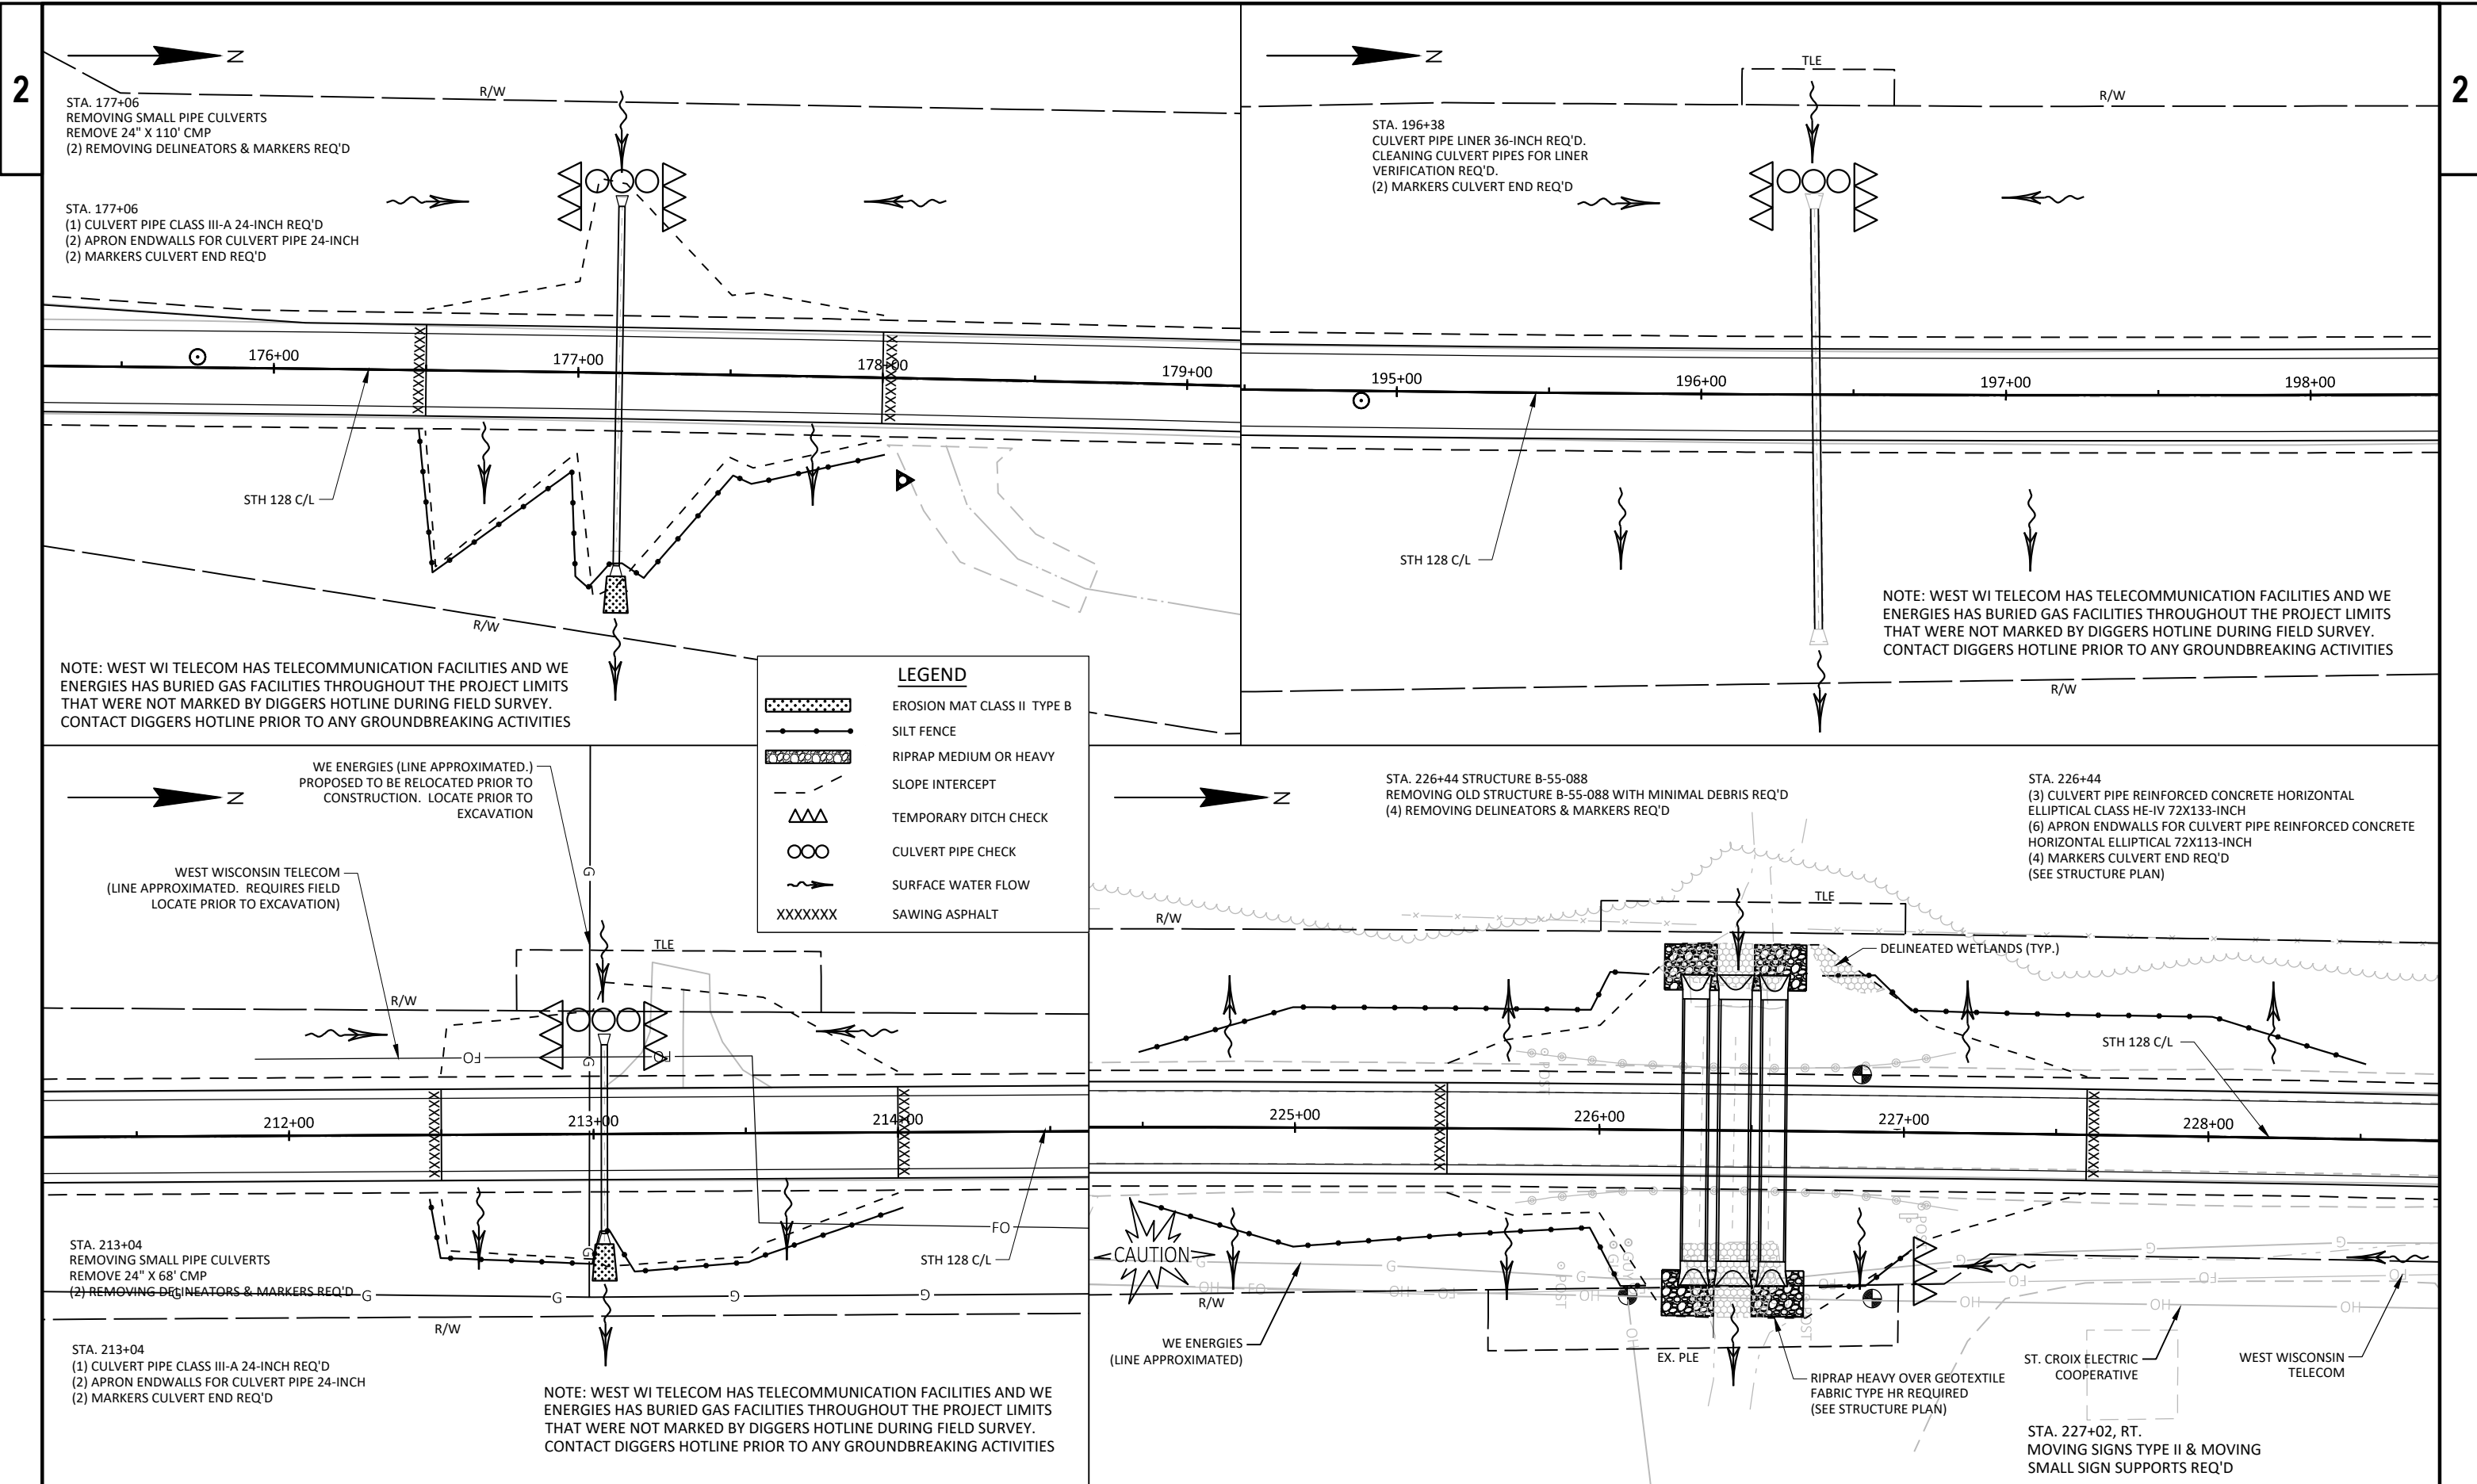 2
2
N
R/W
STA. 177+06
REMOVING SMALL PIPE CULVERTS
REMOVE 24" X 110' CMP
(2) REMOVING DELINEATORS & MARKERS REQ'D
STA. 177+06
(1) CULVERT PIPE CLASS III-A 24-INCH REQ'D
(2) APRON ENDWALLS FOR CULVERT PIPE 24-INCH
(2) MARKERS CULVERT END REQ'D
176+00
177+00
178+00
179+00
STH 128 C/L
R/W
NOTE: WEST WI TELECOM HAS TELECOMMUNICATION FACILITIES AND WE
ENERGIES HAS BURIED GAS FACILITIES THROUGHOUT THE PROJECT LIMITS
THAT WERE NOT MARKED BY DIGGERS HOTLINE DURING FIELD SURVEY.
CONTACT DIGGERS HOTLINE PRIOR TO ANY GROUNDBREAKING ACTIVITIES
N
TLE
R/W
STA. 196+38
CULVERT PIPE LINER 36-INCH REQ'D.
CLEANING CULVERT PIPES FOR LINER
VERIFICATION REQ'D.
(2) MARKERS CULVERT END REQ'D
195+00
196+00
197+00
198+00
STH 128 C/L
NOTE: WEST WI TELECOM HAS TELECOMMUNICATION FACILITIES AND WE
ENERGIES HAS BURIED GAS FACILITIES THROUGHOUT THE PROJECT LIMITS
THAT WERE NOT MARKED BY DIGGERS HOTLINE DURING FIELD SURVEY.
CONTACT DIGGERS HOTLINE PRIOR TO ANY GROUNDBREAKING ACTIVITIES
R/W
LEGEND
EROSION MAT CLASS II TYPE B
SILT FENCE
RIPRAP MEDIUM OR HEAVY
SLOPE INTERCEPT
TEMPORARY DITCH CHECK
CULVERT PIPE CHECK
SURFACE WATER FLOW
XXXXXXX SAWING ASPHALT
N
WE ENERGIES (LINE APPROXIMATED.)
PROPOSED TO BE RELOCATED PRIOR TO
CONSTRUCTION. LOCATE PRIOR TO
EXCAVATION
WEST WISCONSIN TELECOM
(LINE APPROXIMATED. REQUIRES FIELD
LOCATE PRIOR TO EXCAVATION)
G
TLE
R/W
FO
FO
G
212+00
213+00
214+00
FO
STH 128 C/L
G
STA. 213+04
REMOVING SMALL PIPE CULVERTS
REMOVE 24" X 68' CMP
(2) REMOVING DELINEATORS & MARKERS REQ'D
G
G
G
G
G
R/W
STA. 213+04
(1) CULVERT PIPE CLASS III-A 24-INCH REQ'D
(2) APRON ENDWALLS FOR CULVERT PIPE 24-INCH
(2) MARKERS CULVERT END REQ'D
NOTE: WEST WI TELECOM HAS TELECOMMUNICATION FACILITIES AND WE
ENERGIES HAS BURIED GAS FACILITIES THROUGHOUT THE PROJECT LIMITS
THAT WERE NOT MARKED BY DIGGERS HOTLINE DURING FIELD SURVEY.
CONTACT DIGGERS HOTLINE PRIOR TO ANY GROUNDBREAKING ACTIVITIES
N
STA. 226+44 STRUCTURE B-55-088
REMOVING OLD STRUCTURE B-55-088 WITH MINIMAL DEBRIS REQ'D
(4) REMOVING DELINEATORS & MARKERS REQ'D
STA. 226+44
(3) CULVERT PIPE REINFORCED CONCRETE HORIZONTAL
ELLIPTICAL CLASS HE-IV 72X133-INCH
(6) APRON ENDWALLS FOR CULVERT PIPE REINFORCED CONCRETE
HORIZONTAL ELLIPTICAL 72X113-INCH
(4) MARKERS CULVERT END REQ'D
(SEE STRUCTURE PLAN)
R/W
TLE
DELINEATED WETLANDS (TYP.)
STH 128 C/L
POST
225+00
226+00
227+00
228+00
CAUTION
G
G
G
G
G
FO
FO
FO
FO
FO
OH
OH
OH
OH
OH
OH
POST
R/W
WE ENERGIES
(LINE APPROXIMATED)
EX. PLE
RIPRAP HEAVY OVER GEOTEXTILE
FABRIC TYPE HR REQUIRED
(SEE STRUCTURE PLAN)
ST. CROIX ELECTRIC
COOPERATIVE
WEST WISCONSIN
TELECOM
STA. 227+02, RT.
MOVING SIGNS TYPE II & MOVING
SMALL SIGN SUPPORTS REQ'D